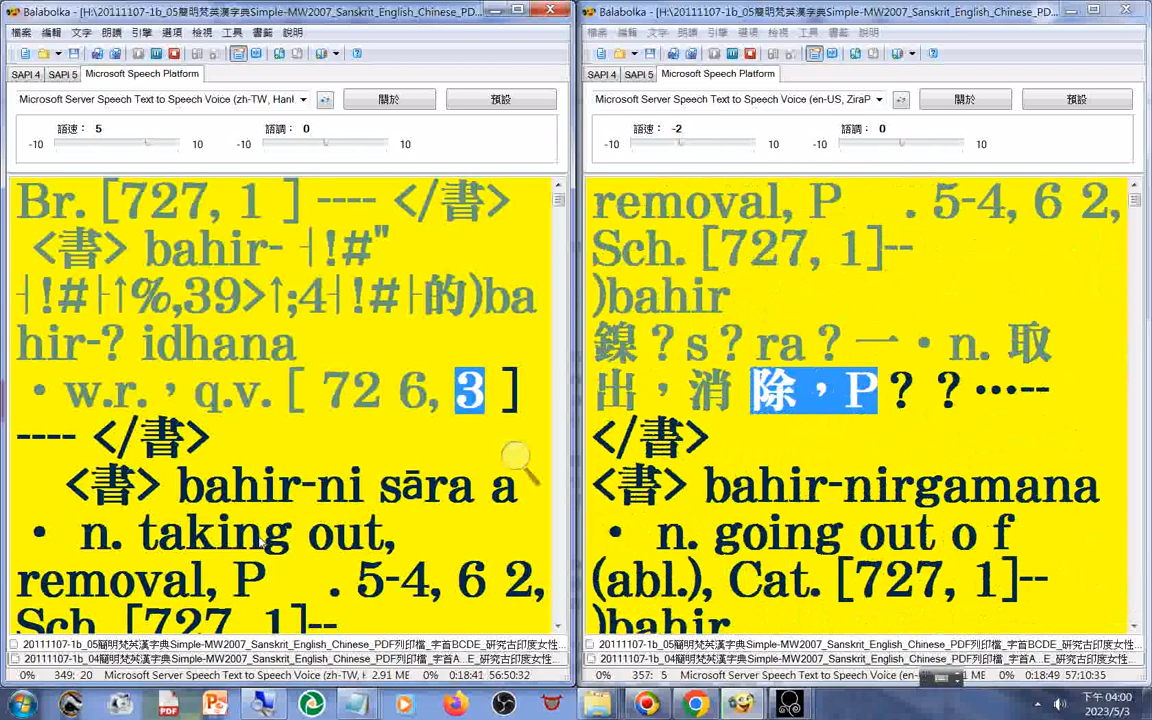 Balabolka - [H:\20111107-1b_05簡明梵英漢字典Simple-MW2007_Sanskrit_English_Chinese_PD...
檔案 編輯 文字 朗讀 引擎 選項 檢視 工具 書籤 說明
SAPI 4 SAPI 5 Microsoft Speech Platform
Microsoft Server Speech Text to Speech Voice (zh-TW, Hanl
關於 預設
語速： 5 語調： 0
-10 10 -10 10
Br. [727, 1 ] ---- </書>
<書> bahir- ┤!#"
┤!#├↑%,39>↑;4┤!#├的)ba
hir-? idhana
• w.r.，q.v. [ 72 6, 3 ]
---- </書>
<書> bahir-ni sāra a
• n. taking out,
removal, P . 5-4, 6 2,
Sch. [727, 1]--
20111107-1b_05簡明梵英漢字典Simple-MW2007_Sanskrit_English_Chinese_PDF列印檔_字首BCDE_研究古印度女性...
20111107-1b_04簡明梵英漢字典Simple-MW2007_Sanskrit_English_Chinese_PDF列印檔_字首A...E_研究古印度女性...
0% 349; 20 Microsoft Server Speech Text to Speech Voice (zh-TW, 2.91 MB 0% 0:18:41 56:50:32
Balabolka - [H:\20111107-1b_05簡明梵英漢字典Simple-MW2007_Sanskrit_English_Chinese_PD...
檔案 編輯 文字 朗讀 引擎 選項 檢視 工具 書籤 說明
SAPI 4 SAPI 5 Microsoft Speech Platform
Microsoft Server Speech Text to Speech Voice (en-US, ZiraP
關於 預設
語速： -2 語調： 0
-10 10 -10 10
removal, P . 5-4, 6 2,
Sch. [727, 1]--
)bahir
鎳？s？ra？一•n. 取
出，消 除，P？？…--
</書>
<書> bahir-nirgamana
• n. going out o f
(abl.), Cat. [727, 1]--
)bahir
20111107-1b_05簡明梵英漢字典Simple-MW2007_Sanskrit_English_Chinese_PDF列印檔_字首BCDE_研究古印度女性...
20111107-1b_04簡明梵英漢字典Simple-MW2007_Sanskrit_English_Chinese_PDF列印檔_字首A...E_研究古印度女性...
0% 357; 5 Microsoft Server Speech Text to Speech Voice (en-US, MB 0% 0:18:49 57:10:35
PDF
下午 04:00
2023/5/3